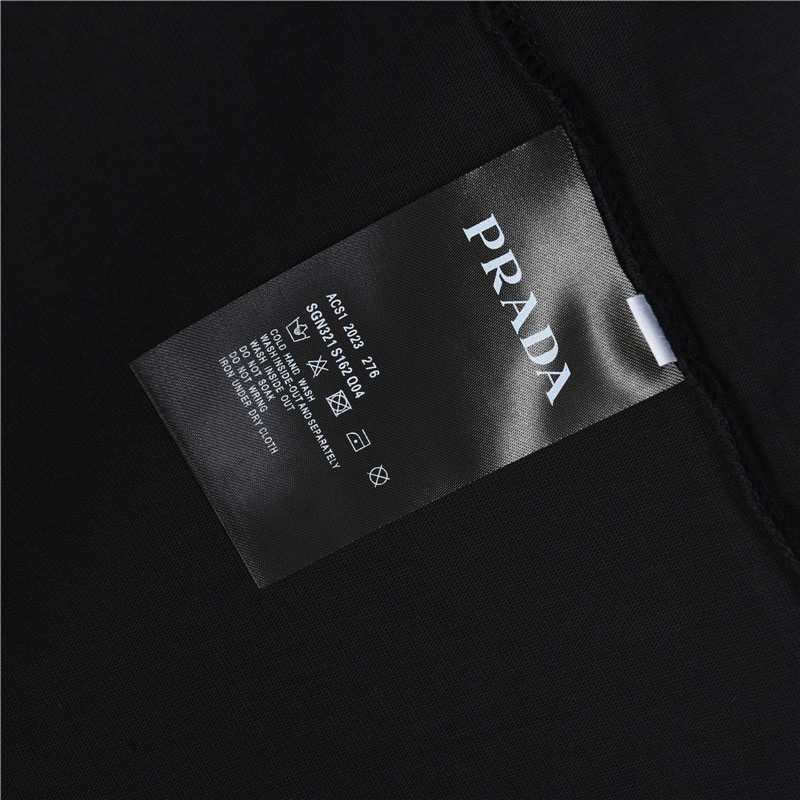 PRADA
ACS1 2023 276
SGN321 S162 Q04
COLD HAND WASH
WASH INSIDE-OUT AND SEPARATELY
WASH INSIDE OUT
DO NOT SOAK
DO NOT WRING
IRON UNDER DRY CLOTH